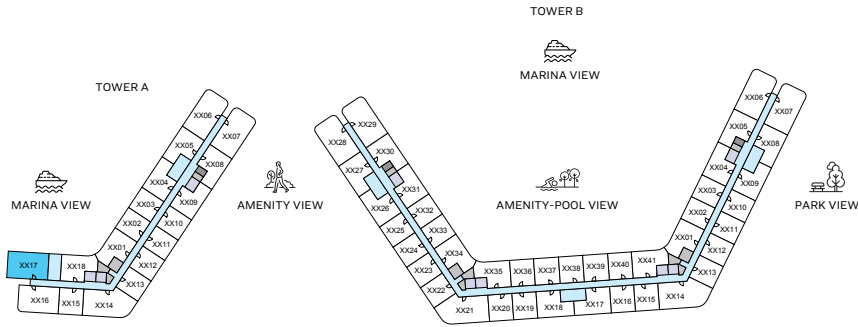 TOWER B
MARINA VIEW
TOWER A
MARINA VIEW
AMENITY VIEW
AMENITY-POOL VIEW
PARK VIEW
XX06
XX07
XX05
XX08
XX04
XX09
XX03
XX10
XX02
XX11
XX01
XX12
XX13
XX17
XX18
XX16
XX15
XX14
XX29
XX28
XX30
XX27
XX31
XX26
XX32
XX25
XX33
XX24
XX34
XX23
XX22
XX21
XX35
XX36
XX37
XX38
XX39
XX40
XX41
XX20
XX19
XX18
XX17
XX16
XX15
XX14
XX06
XX07
XX05
XX08
XX04
XX09
XX03
XX10
XX02
XX11
XX01
XX12
XX13